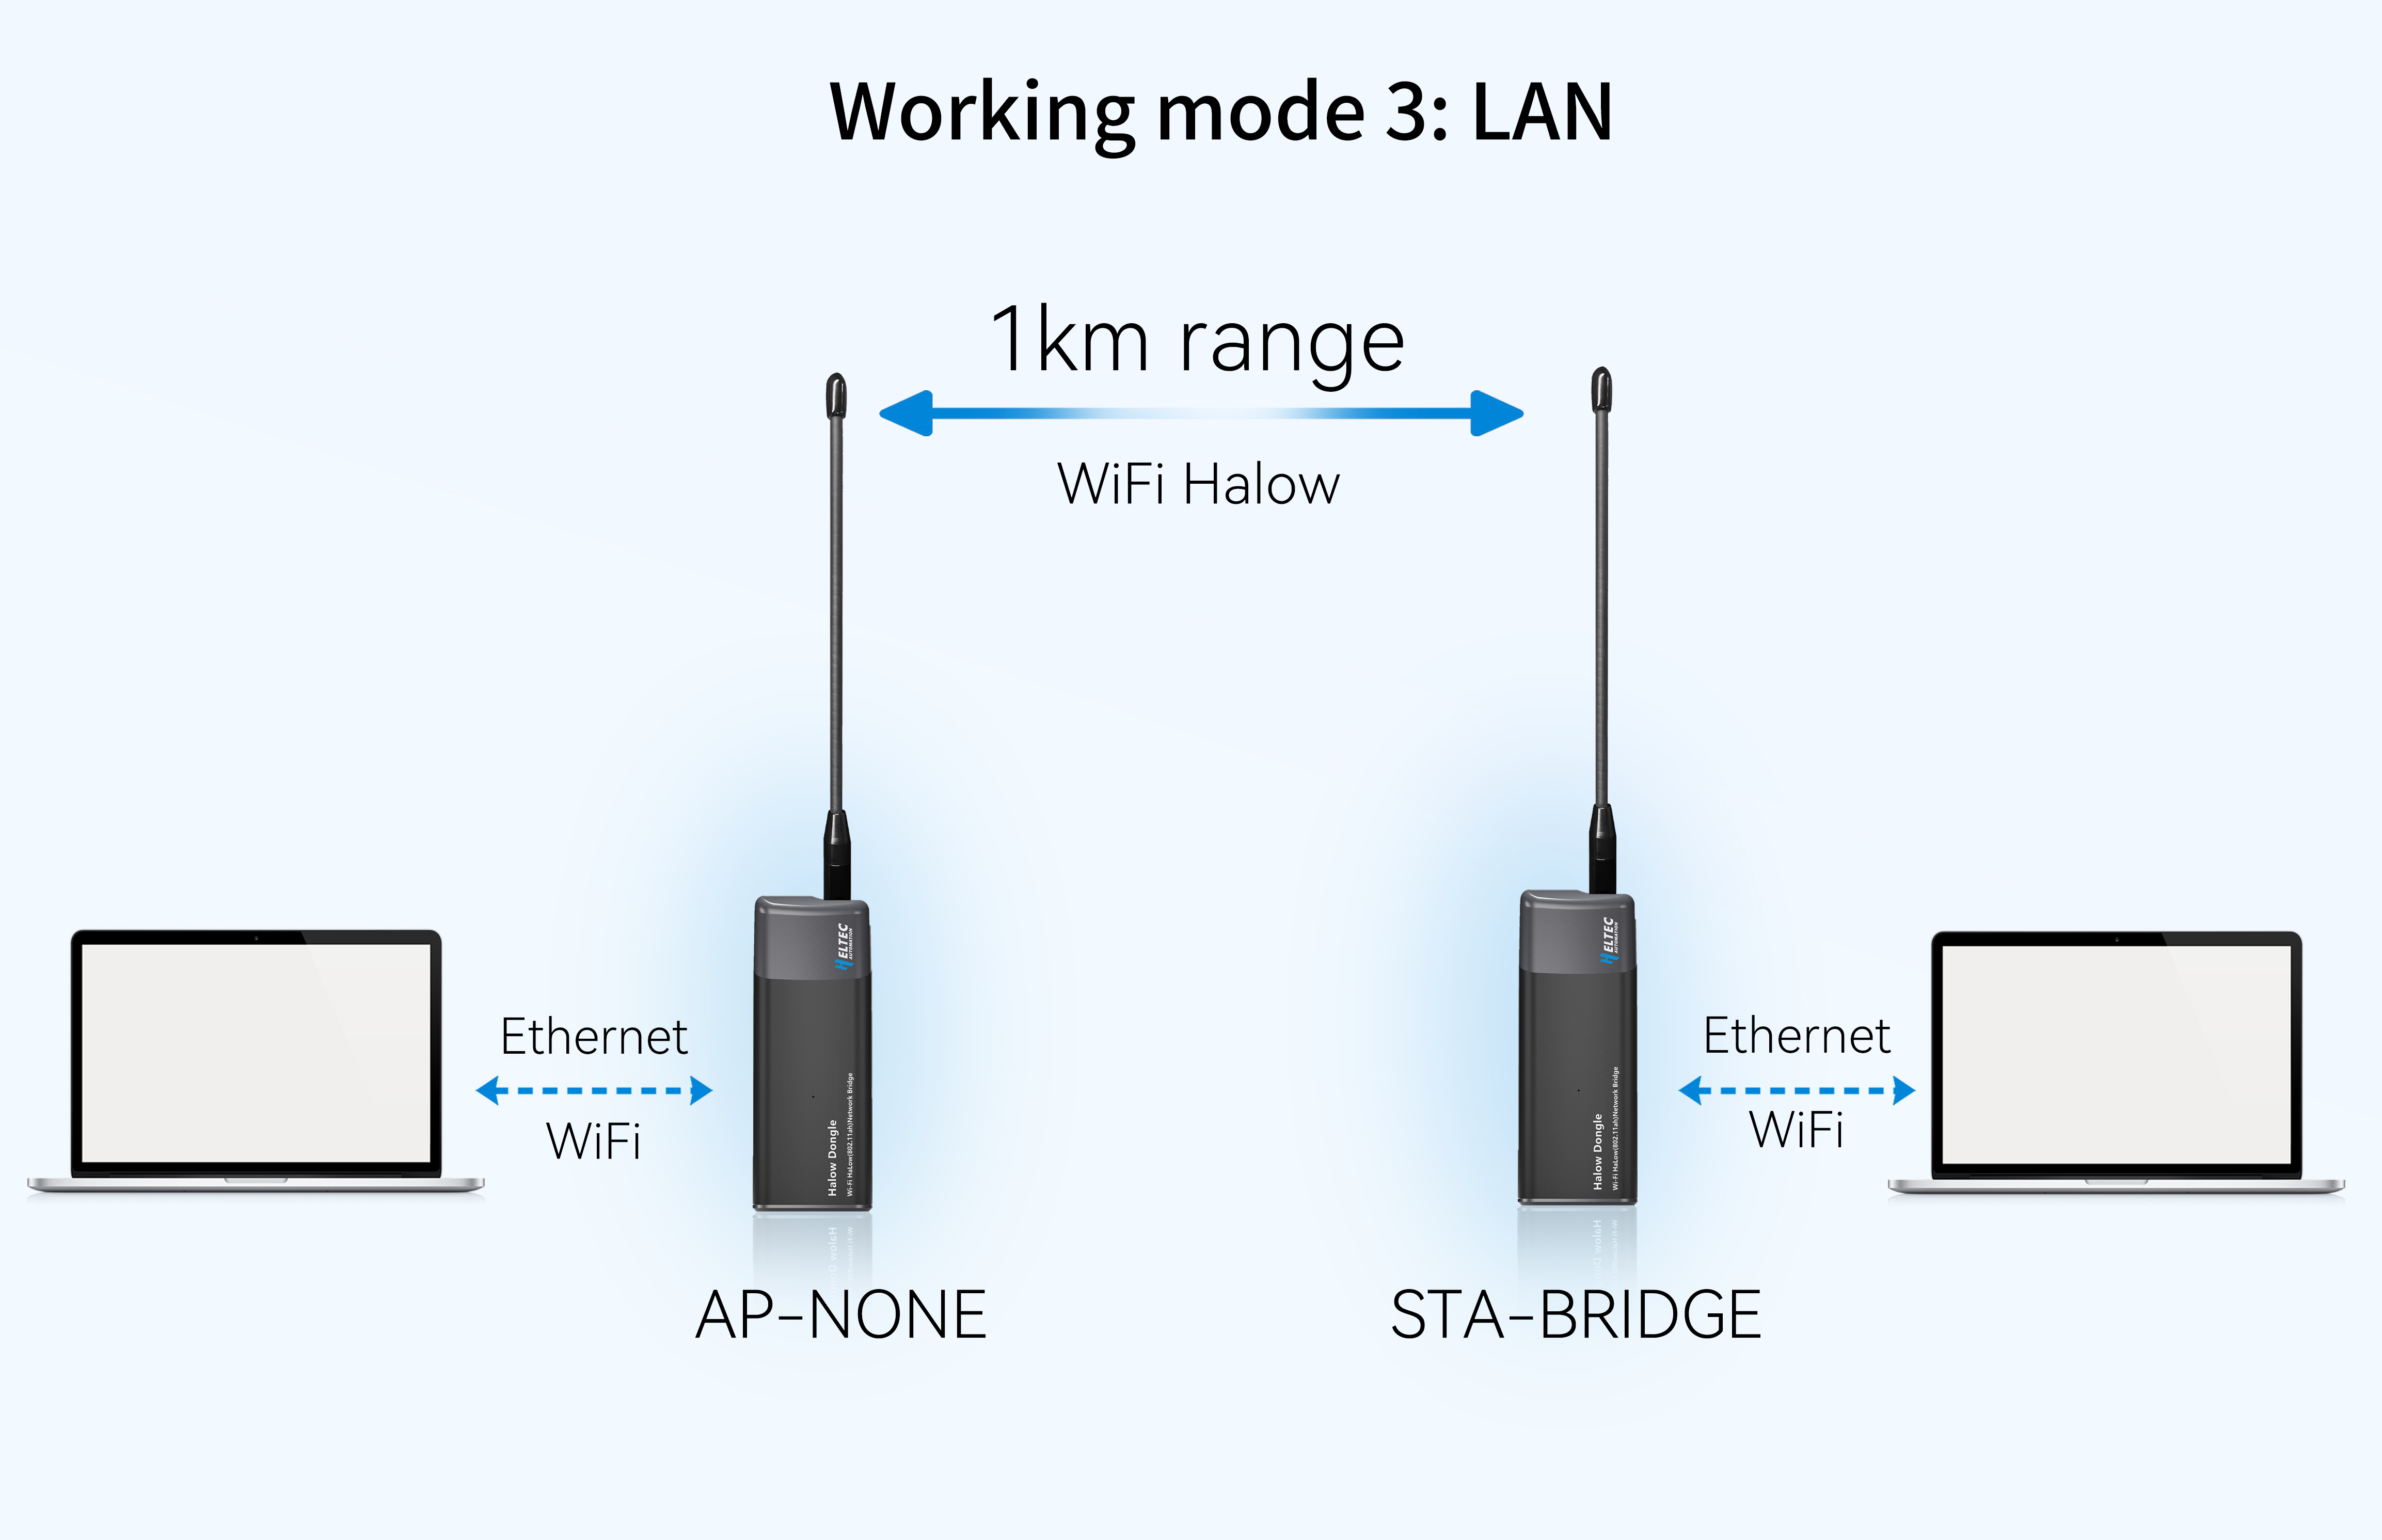 Working mode 3: LAN
1km range
WiFi Halow
HELTEC
AUTOMATION
HELTEC
AUTOMATION
Ethernet
WiFi
Halow Dongle
Wi-Fi HaLow(802.11ah)Network Bridge
Halow Dongle
Wi-Fi HaLow(802.11ah)Network Bridge
Ethernet
WiFi
AP-NONE
STA-BRIDGE